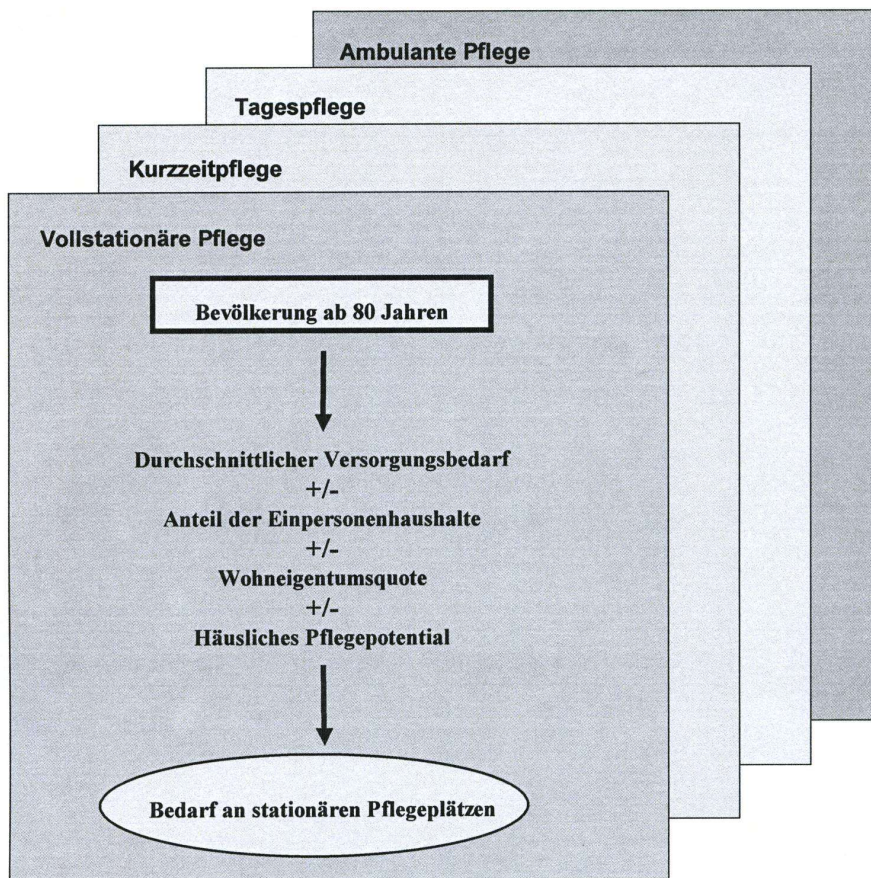 Ambulante Pflege
Tagespflege
Kurzzeitpflege
Vollstationäre Pflege
Bevölkerung ab 80 Jahren
Durchschnittlicher Versorgungsbedarf
+/-
Anteil der Einpersonenhaushalte
+/-
Wohneigentumsquote
+/-
Häusliches Pflegepotential
Bedarf an stationären Pflegeplätzen